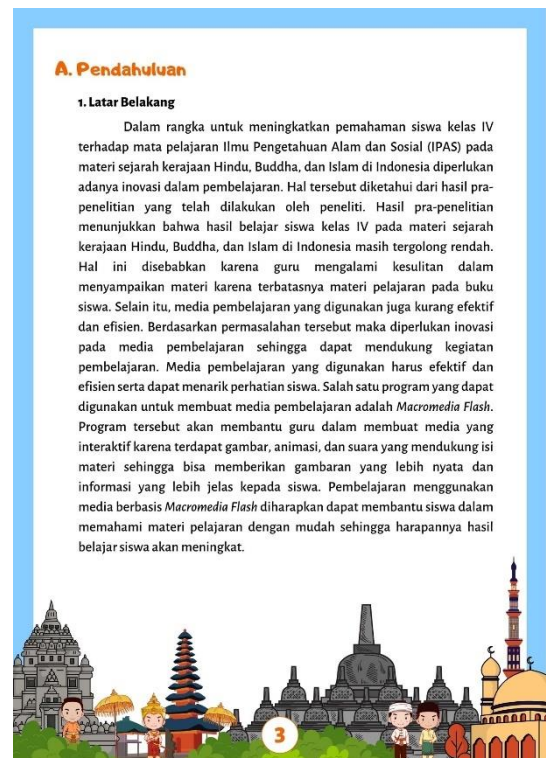 A. Pendahuluan
1. Latar Belakang
Dalam rangka untuk meningkatkan pemahaman siswa kelas IV
terhadap mata pelajaran Ilmu Pengetahuan Alam dan Sosial (IPAS) pada
materi sejarah kerajaan Hindu, Buddha, dan Islam di Indonesia diperlukan
adanya inovasi dalam pembelajaran. Hal tersebut diketahui dari hasil pra-
penelitian yang telah dilakukan oleh peneliti. Hasil pra-penelitian
menunjukkan bahwa hasil belajar siswa kelas IV pada materi sejarah
kerajaan Hindu, Buddha, dan Islam di Indonesia masih tergolong rendah.
Hal ini disebabkan karena guru mengalami kesulitan dalam
menyampaikan materi karena terbatasnya materi pelajaran pada buku
siswa. Selain itu, media pembelajaran yang digunakan juga kurang efektif
dan efisien. Berdasarkan permasalahan tersebut maka diperlukan inovasi
pada media pembelajaran sehingga dapat mendukung kegiatan
pembelajaran. Media pembelajaran yang digunakan harus efektif dan
efisien serta dapat menarik perhatian siswa. Salah satu program yang dapat
digunakan untuk membuat media pembelajaran adalah Macromedia Flash.
Program tersebut akan membantu guru dalam membuat media yang
interaktif karena terdapat gambar, animasi, dan suara yang mendukung isi
materi sehingga bisa memberikan gambaran yang lebih nyata dan
informasi yang lebih jelas kepada siswa. Pembelajaran menggunakan
media berbasis Macromedia Flash diharapkan dapat membantu siswa dalam
memahami materi pelajaran dengan mudah sehingga harapannya hasil
belajar siswa akan meningkat.
3